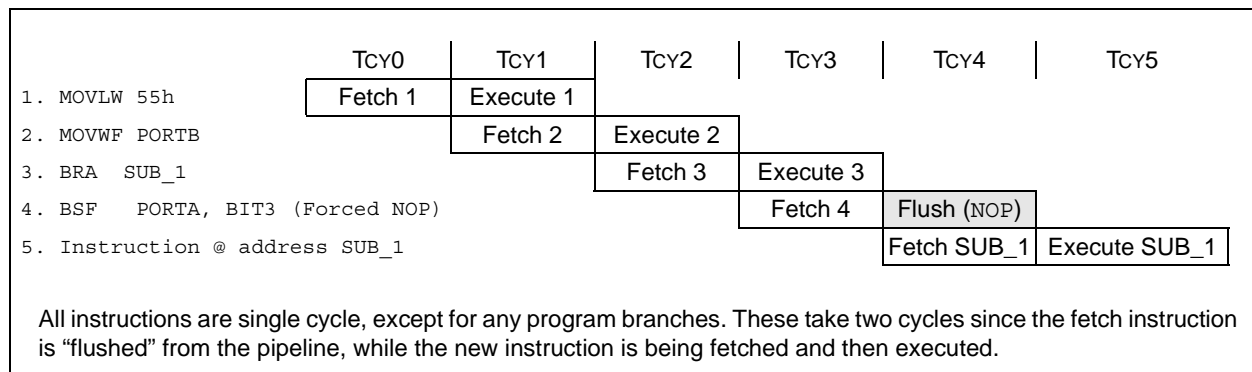 TCY0 TCY1 TCY2 TCY3 TCY4 TCY5
1. MOVLW 55h Fetch 1 Execute 1
2. MOVWF PORTB Fetch 2 Execute 2
3. BRA SUB_1 Fetch 3 Execute 3
4. BSF PORTA, BIT3 (Forced NOP) Fetch 4 Flush (NOP)
5. Instruction @ address SUB_1 Fetch SUB_1 Execute SUB_1
All instructions are single cycle, except for any program branches. These take two cycles since the fetch instruction
is “flushed” from the pipeline, while the new instruction is being fetched and then executed.